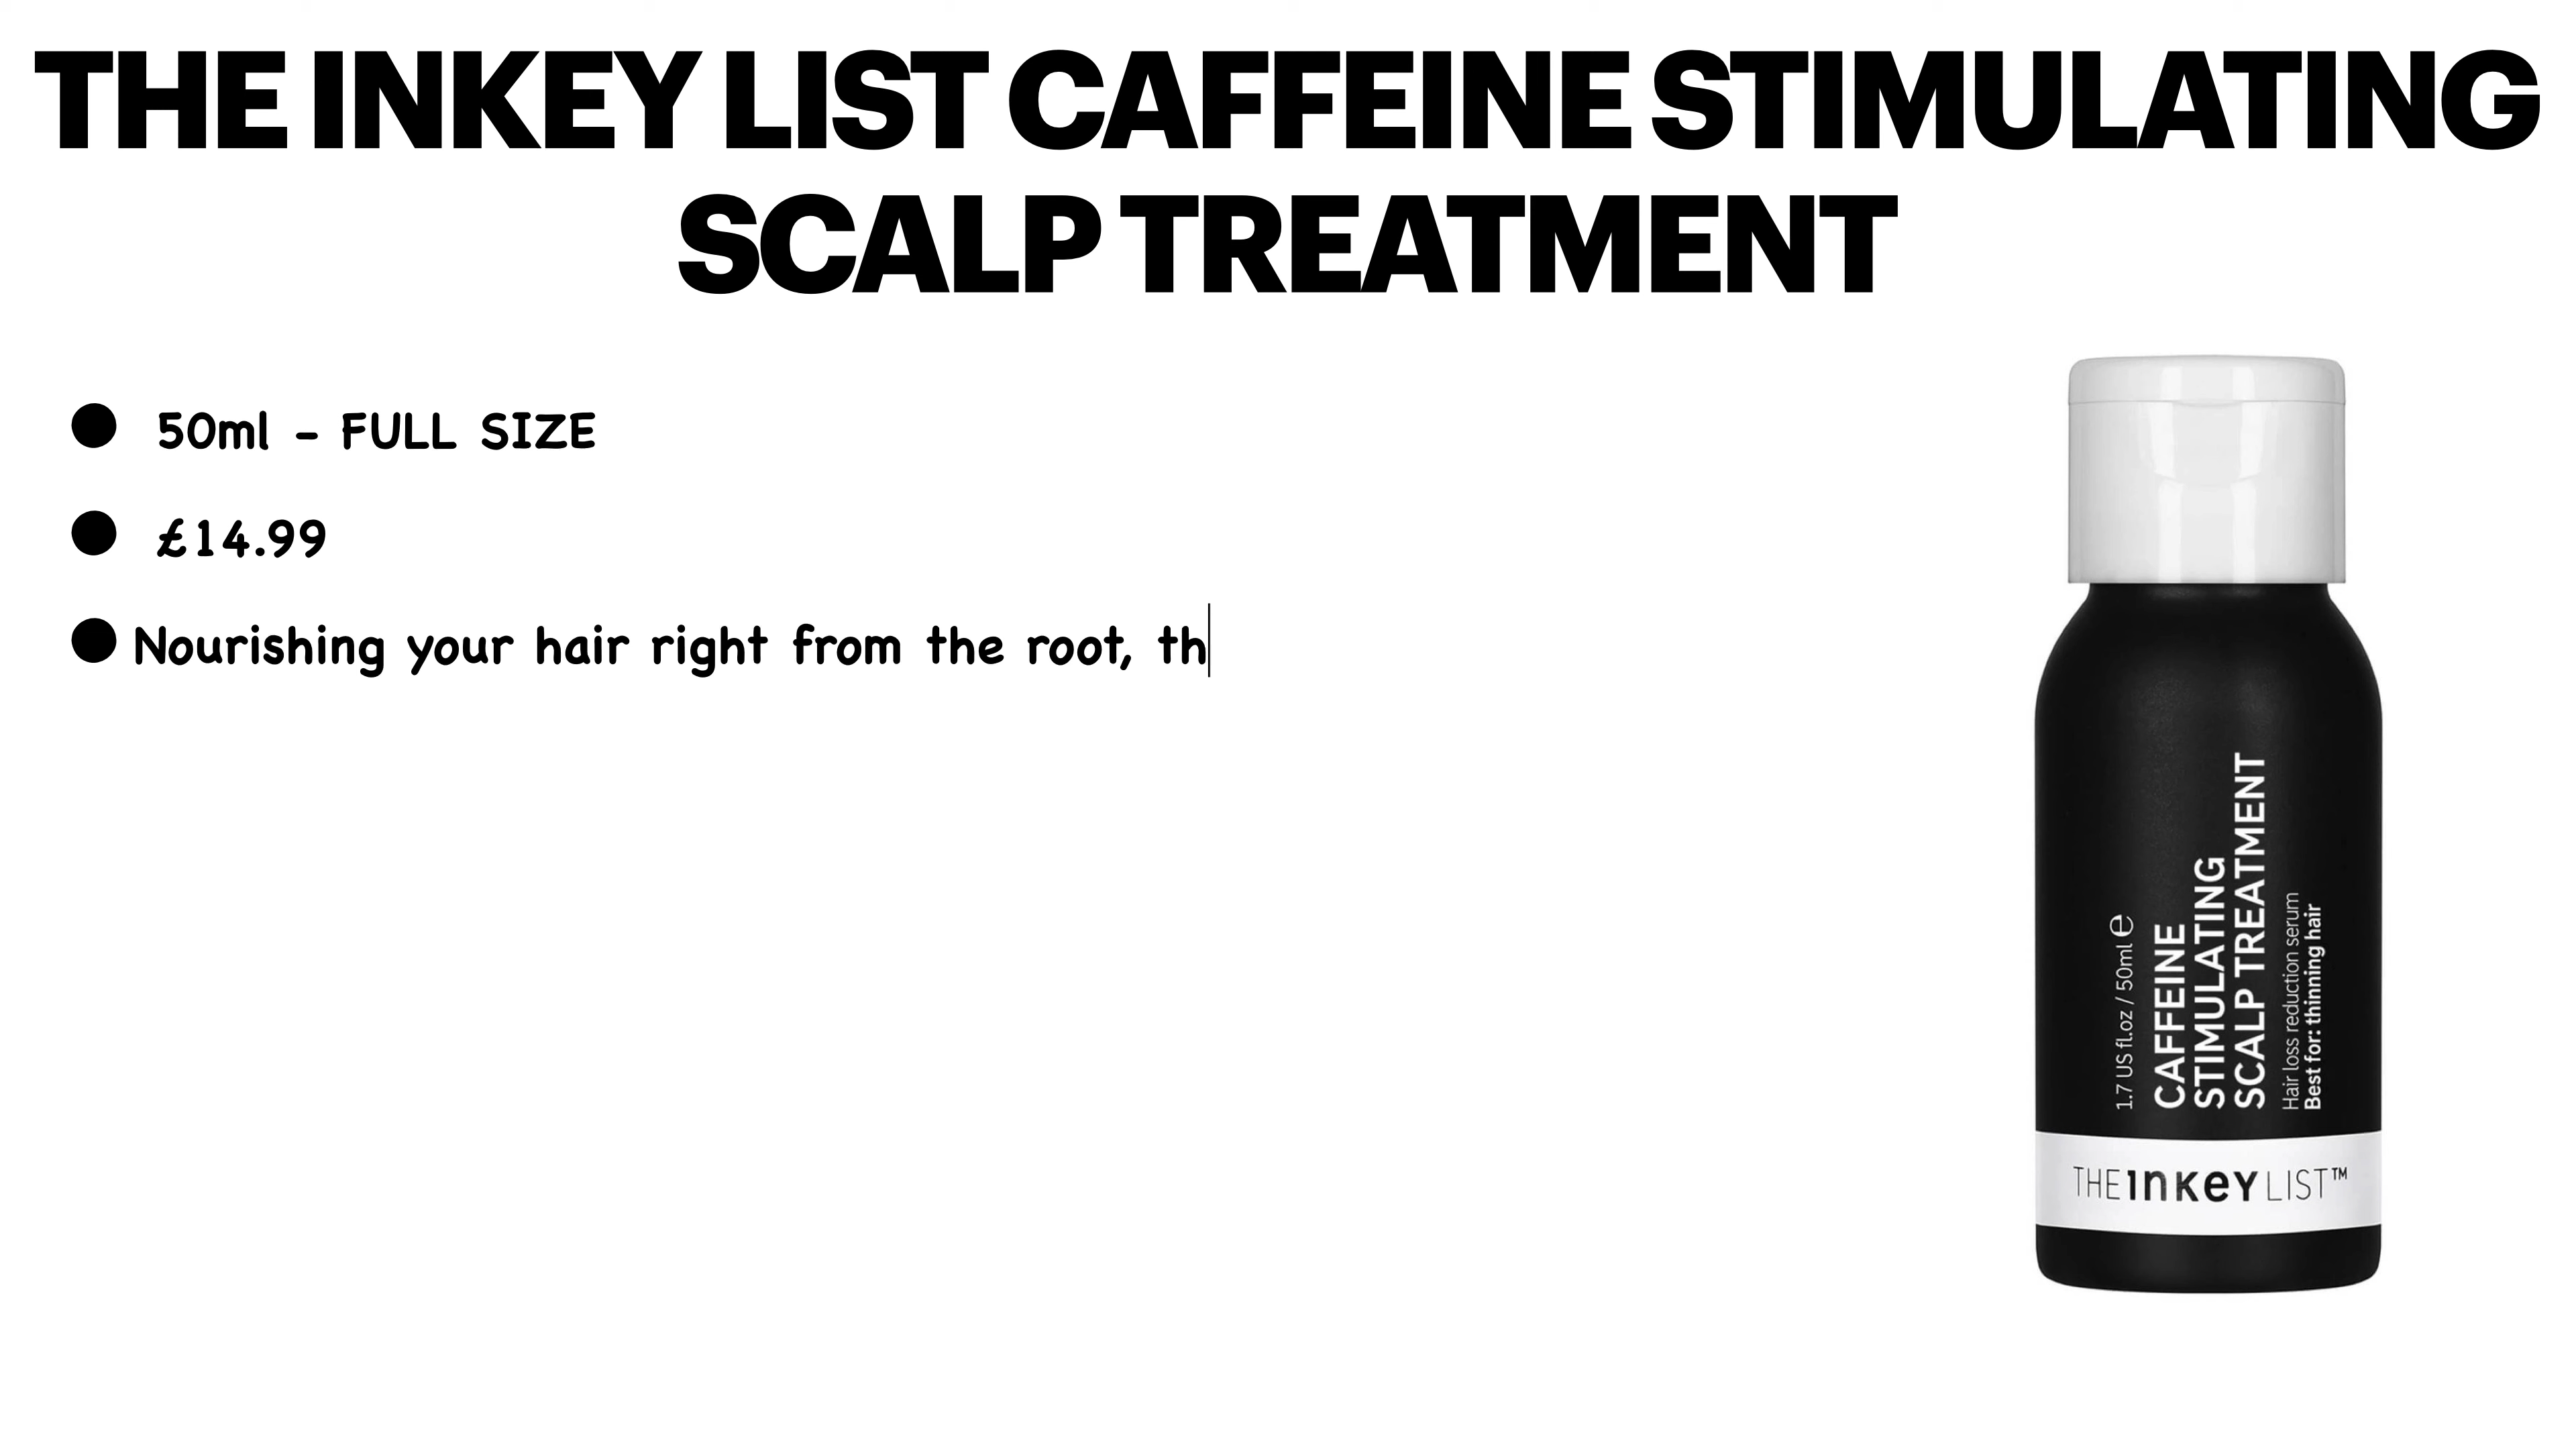 THE INKEY LIST CAFFEINE STIMULATING
SCALP TREATMENT
● 50ml - FULL SIZE
● £14.99
● Nourishing your hair right from the root, th
1.7 US fl.oz / 50ml ℮
CAFFEINE
STIMULATING
SCALP TREATMENT
Hair loss reduction serum
Best for: thinning hair
THE INKEY LIST™